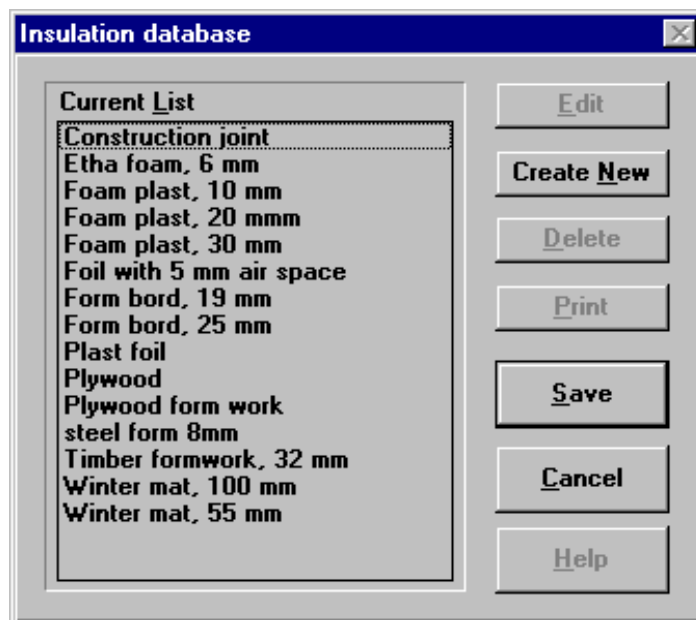 Insulation database
Current List
Construction joint
Etha foam, 6 mm
Foam plast, 10 mm
Foam plast, 20 mmm
Foam plast, 30 mm
Foil with 5 mm air space
Form bord, 19 mm
Form bord, 25 mm
Plast foil
Plywood
Plywood form work
steel form 8mm
Timber formwork, 32 mm
Winter mat, 100 mm
Winter mat, 55 mm
Edit
Create New
Delete
Print
Save
Cancel
Help